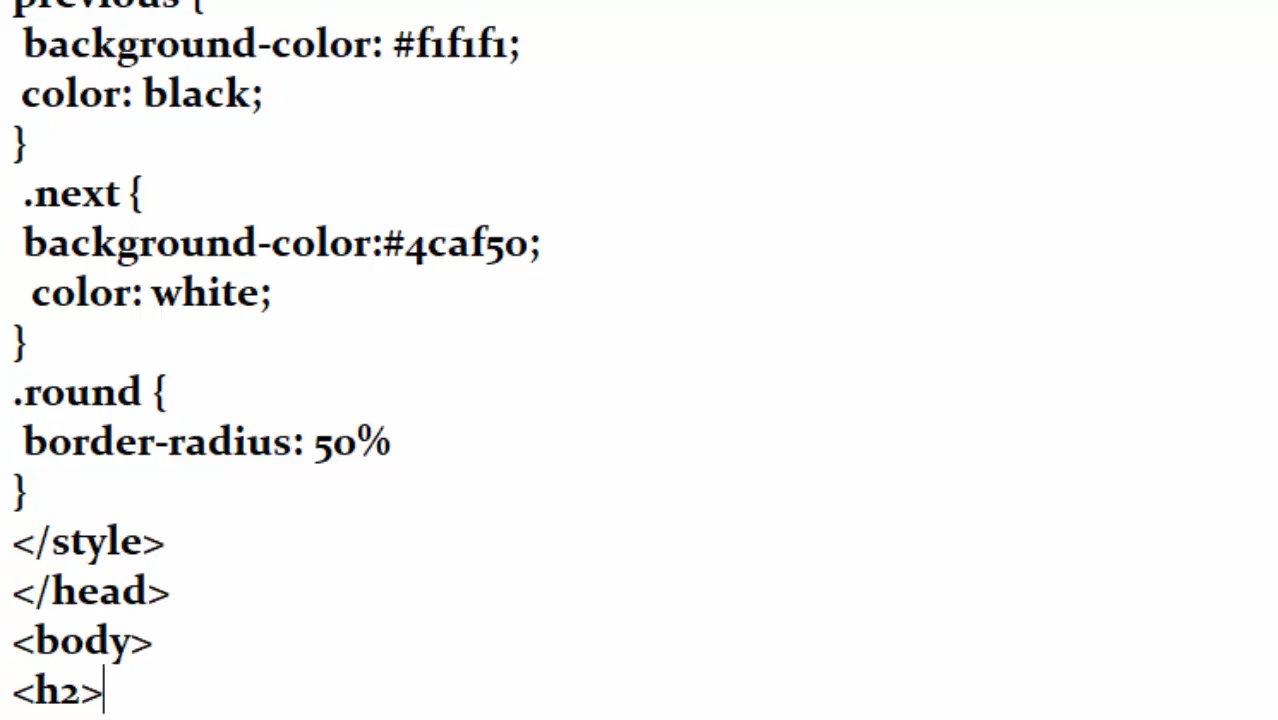 previous {
background-color: #f1f1f1;
color: black;
}
.next {
background-color:#4caf50;
color: white;
}
.round {
border-radius: 50%
}
</style>
</head>
<body>
<h2>